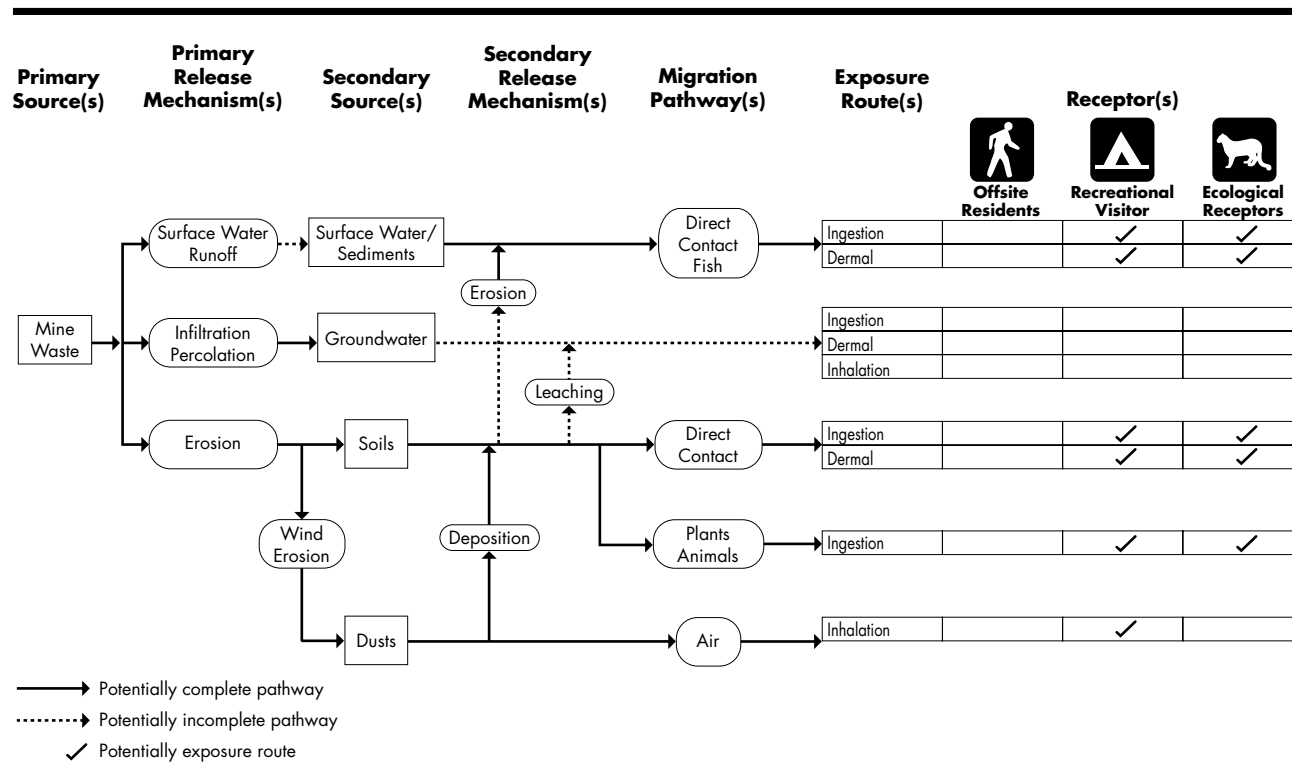 Primary
Source(s)
Primary
Release
Mechanism(s)
Secondary
Source(s)
Secondary
Release
Mechanism(s)
Migration
Pathway(s)
Exposure
Route(s)
Receptor(s)
Offsite
Residents
Recreational
Visitor
Ecological
Receptors
Surface Water
Runoff
Surface Water/
Sediments
Direct
Contact
Fish
Ingestion
Dermal
Erosion
Mine
Waste
Infiltration
Percolation
Groundwater
Ingestion
Dermal
Inhalation
Leaching
Erosion
Soils
Direct
Contact
Ingestion
Dermal
Wind
Erosion
Deposition
Plants
Animals
Ingestion
Dusts
Air
Inhalation
Potentially complete pathway
Potentially incomplete pathway
Potentially exposure route